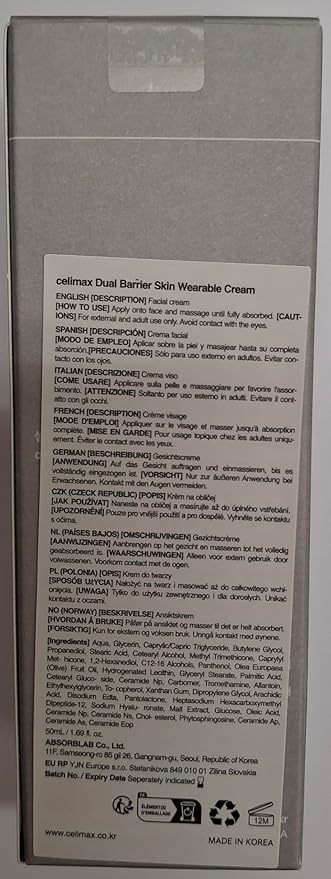 celimax Dual Barrier Skin Wearable Cream
ENGLISH [DESCRIPTION] Facial cream
[HOW TO USE] Apply onto face and massage until fully absorbed. [CAUT-
IONS] For external and adult use only. Avoid contact with the eyes.
SPANISH [DESCRIPCIÓN] Crema facial
[MODO DE EMPLEO] Aplicar sobre la piel y masajear hasta su completa
absorción.[PRECAUCIONES] Sólo para uso externo en adultos. Evitar con-
tacto con los ojos.
ITALIAN [DESCRIZIONE] Crema viso
[COME USARE] Applicare sulla pelle e massaggiare per favorire l'assor-
bimento. [ATTENZIONE] Soltanto per uso esterno in adulti. Evitare il cont-
atto con gli occhi.
FRENCH [DESCRIPTION] Crème visage
[MODE D'EMPLOI] Appliquer sur le visage et masser jusqu'à absorption
complète. [MISE EN GARDE] Pour usage topique chez les adultes uniqu-
ement. Éviter le contact avec les yeux.
GERMAN [BESCHREIBUNG] Gesichtscreme
[ANWENDUNG] Auf das Gesicht auftragen und einmassieren, bis es
vollständig eingezogen ist. [VORSICHT] Nur zur äußeren Anwendung bei
Erwachsenen. Kontakt mit den Augen vermeiden.
CZK (CZECK REPUBLIC) [POPIS] Krém na obličej
[JAK POUŽÍVAT] Naneste na obličej a masírujte až do úplného vstřebání.
[UPOZORNĚNÍ] Pouze pro vnější použití a pro dospělé. Vyhněte se kontaktu
s očima.
NL (PAÍSES BAJOS) [OMSCHRIJVINGEN] Gezichtscrème
[AANWIJZINGEN] Aanbrengen op het gezicht en masseren tot het volledig
geabsorbeerd is. [WAARSCHUWINGEN] Alleen voor extern gebruik door
volwassenen. Voorkom contact met de ogen.
PL (POLONIA) [OPIS] Krem do twarzy
[SPOSÓB UŻYCIA] Nałożyć na twarz i masować aż do całkowitego wchł-
onięcia. [UWAGA] Tylko do użytku zewnętrznego i dla dorosłych. Unikać
kontaktu z oczami.
NO (NORWAY) [BESKRIVELSE] Ansiktskrem
[HVORDAN Å BRUKE] Påfør på ansiktet og masser til det er helt absorbert.
[FORSIKTIG] Kun for ekstern og voksen bruk. Unngå kontakt med øynene.
[Ingredients] Aqua, Glycerin, Caprylic/Capric Triglyceride, Butylene Glycol,
Propanediol, Stearic Acid, Cetearyl Alcohol, Methyl Trimethicone, Capryl
Met- hicone, 1,2-Hexanediol, C12-16 Alcohols, Panthenol, Olea Europaea
(Olive) Fruit Oil, Hydrogenated Lecithin, Glyceryl Stearate, Palmitic Acid,
Cetearyl Gluco- side, Ceramide Np, Carbomer, Tromethamine, Allantoin,
Ethylhexylglycerin, To- copherol, Xanthan Gum, Dipropylene Glycol, Arachidic
Acid, Disodium Edta, Pantolactone, Heptasodium Hexacarboxymethyl
Dipeptide-12, Sodium Hyalu- ronate, Malt Extract, Glucose, Oleic Acid,
Ceramide Np, Ceramide Ns, Chol- esterol, Phytosphingosine, Ceramide Ap,
Ceramide As, Ceramide Eop
50mL / 1.69 fl. oz.
ABSORBLAB Co., Ltd.
11F, Samseong-ro 85 gil 26, Gangnam-gu, Seoul, Republic of Korea
EU RP YJN Europe s.r.o. Stefanikova 849 010 01 Zilina Slovakia
Batch No. / Expiry Date Seperately indicated
FR
ÉLÉMENT(S)
D'EMBALLAGE
12M
www.celimax.co.kr
MADE IN KOREA